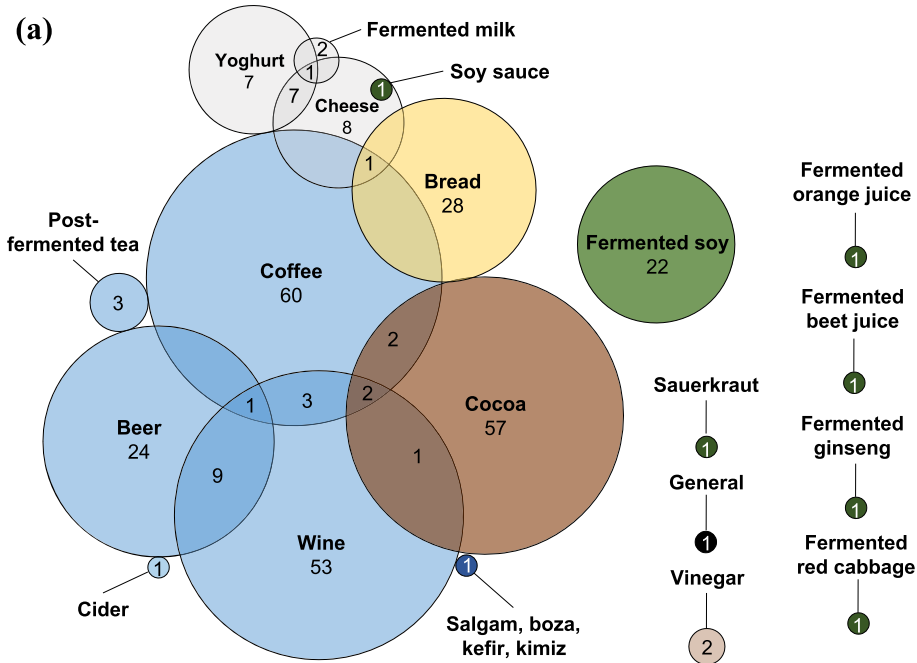 (a)
Fermented milk
2
Yoghurt
7
1
Soy sauce
1
7
Cheese
8
1
Bread
28
Fermented
orange juice
1
Post-
fermented tea
3
Coffee
60
Fermented soy
22
Fermented
beet juice
1
2
Sauerkraut
1
Beer
24
1
3
2
Cocoa
57
9
1
Fermented
ginseng
1
General
1
Wine
53
Fermented
red cabbage
1
1
Cider
1
Salgam, boza,
kefir, kimiz
Vinegar
2